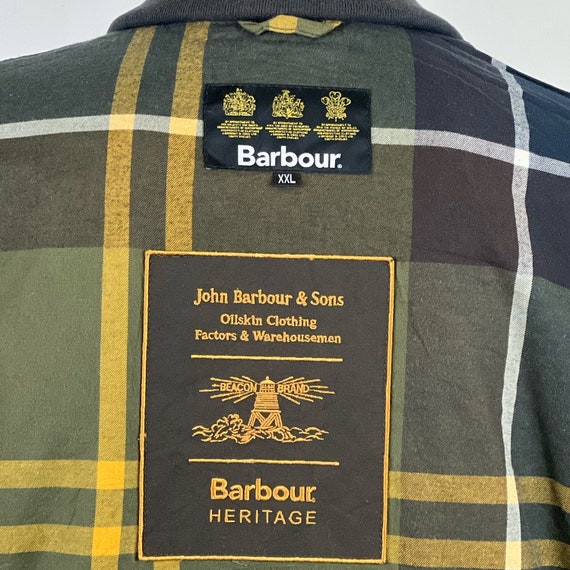 Barbour
XXL
John Barbour & Sons
Oilskin Clothing
Factors & Warehousemen
BEACON BRAND
Barbour
HERITAGE